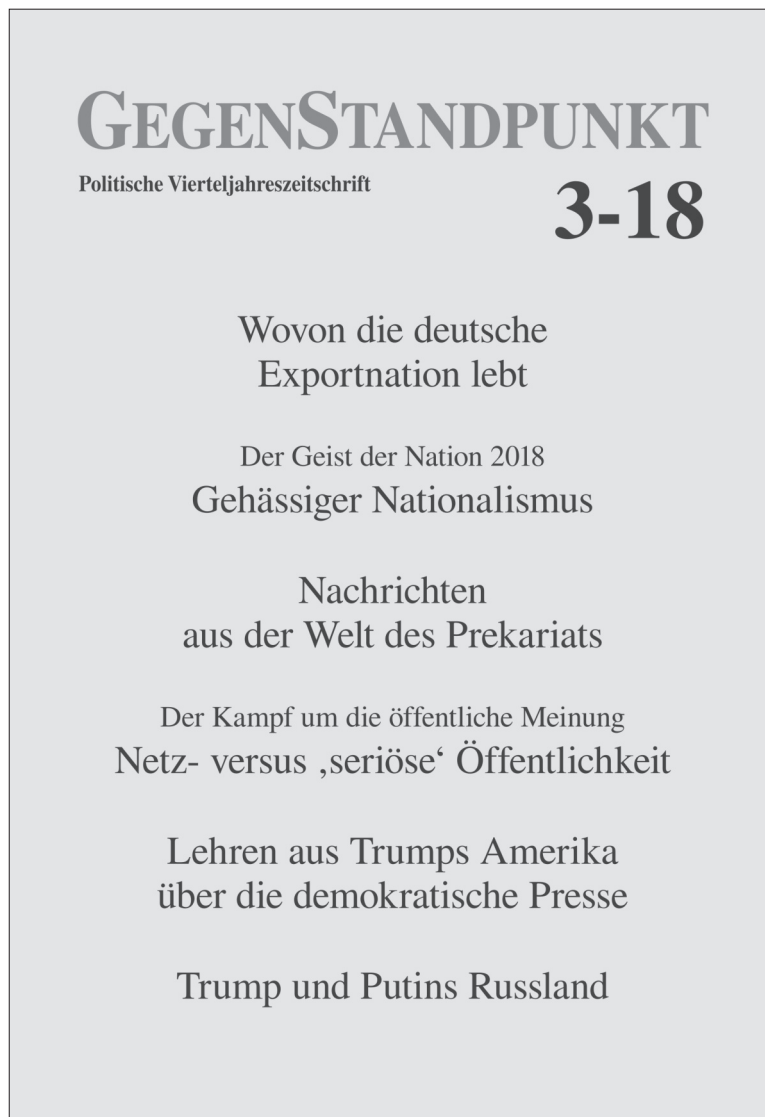 GEGENSTANDPUNKT
Politische Vierteljahreszeitschrift
3-18
Wovon die deutsche
Exportnation lebt
Der Geist der Nation 2018
Gehässiger Nationalismus
Nachrichten
aus der Welt des Prekariats
Der Kampf um die öffentliche Meinung
Netz- versus ‚seriöse‘ Öffentlichkeit
Lehren aus Trumps Amerika
über die demokratische Presse
Trump und Putins Russland